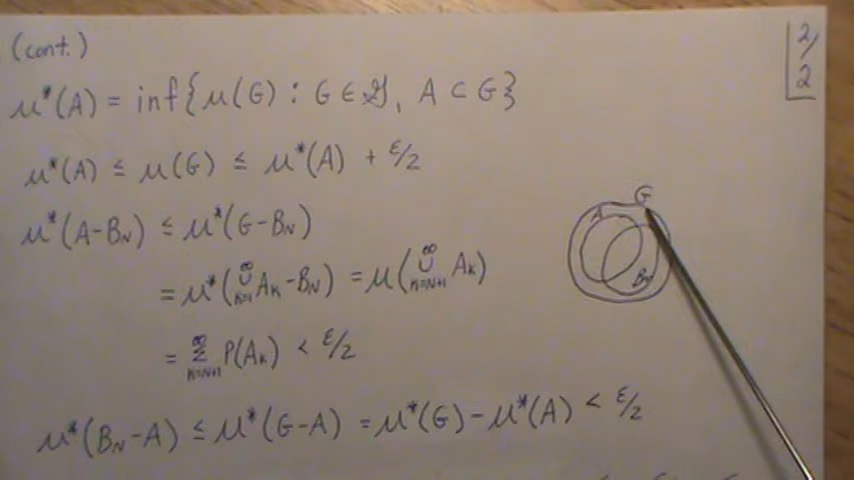 (cont.)
2/2
μ*(A) = inf{μ(G) : G ∈ 𝒢, A ⊂ G}
μ*(A) ≤ μ(G) ≤ μ*(A) + ε/2
μ*(A-B_N) ≤ μ*(G-B_N)
= μ*(∪_{k=1}^∞ A_k - B_N) = μ(∪_{k=N+1}^∞ A_k)
= Σ_{k=N+1}^∞ P(A_k) < ε/2
μ*(B_N - A) ≤ μ*(G-A) = μ*(G) - μ*(A) < ε/2
G
A
B_N